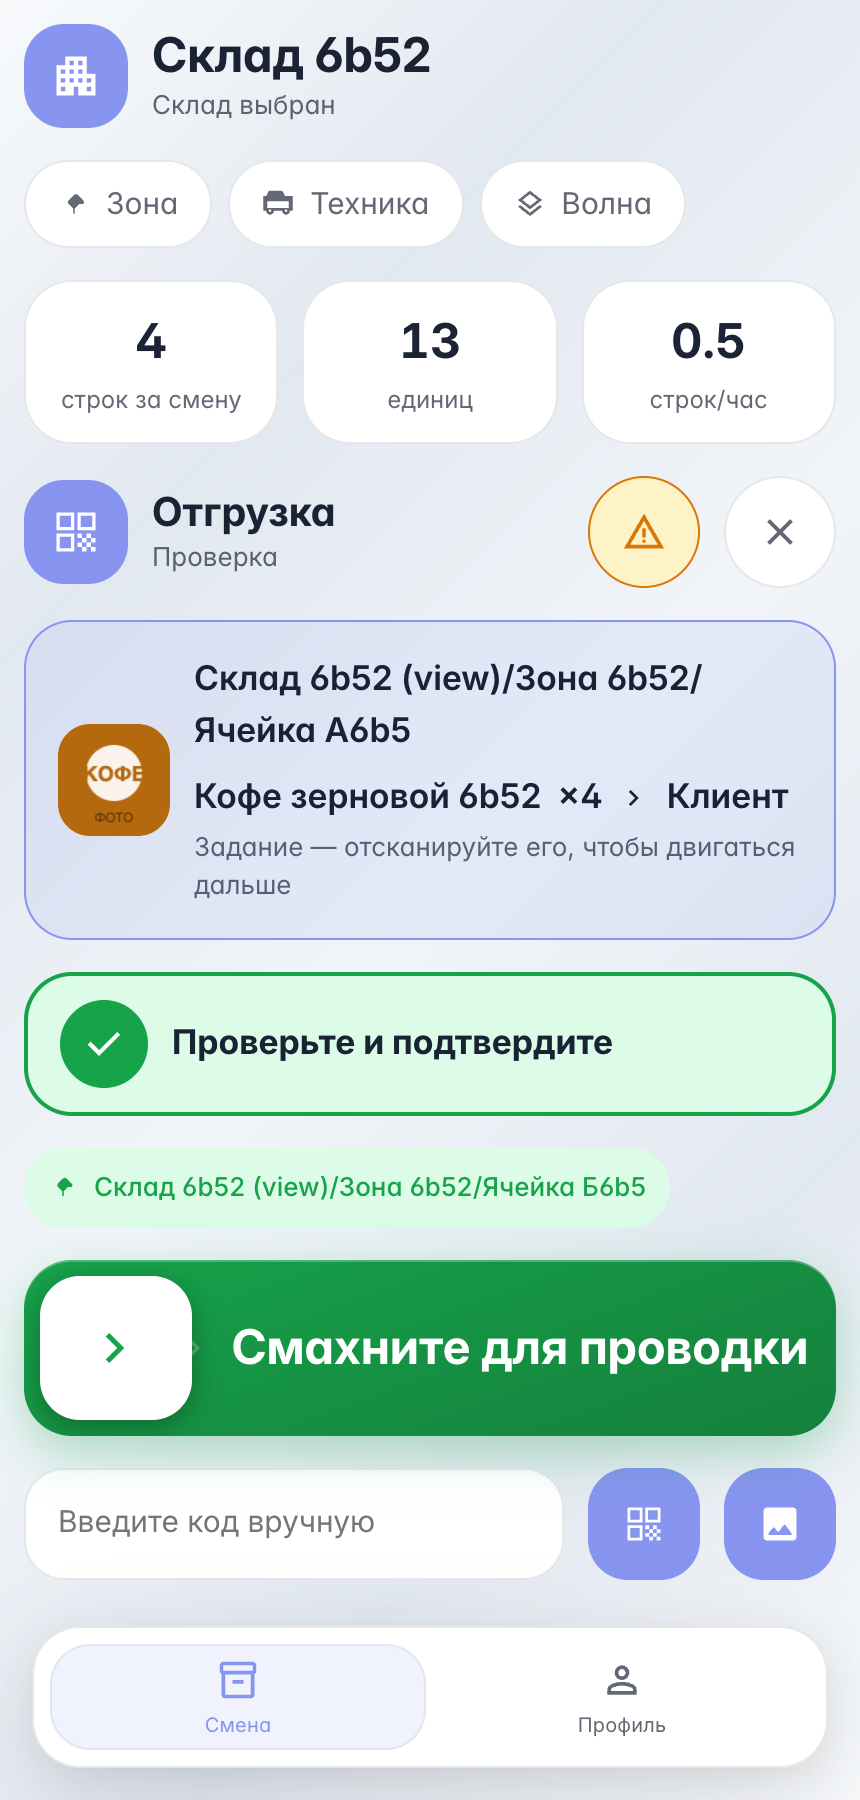 Склад 6b52
Склад выбран
Зона
Техника
Волна
4
13
0.5
строк за смену
единиц
строк/час
Отгрузка
Проверка
Склад 6b52 (view)/Зона 6b52/
Ячейка А6b5
Кофе зерновой 6b52 ×4 › Клиент
КОФЕ
ФОТО
Задание — отсканируйте его, чтобы двигаться
дальше
Проверьте и подтвердите
Склад 6b52 (view)/Зона 6b52/Ячейка Б6b5
Смахните для проводки
Введите код вручную
Смена
Профиль